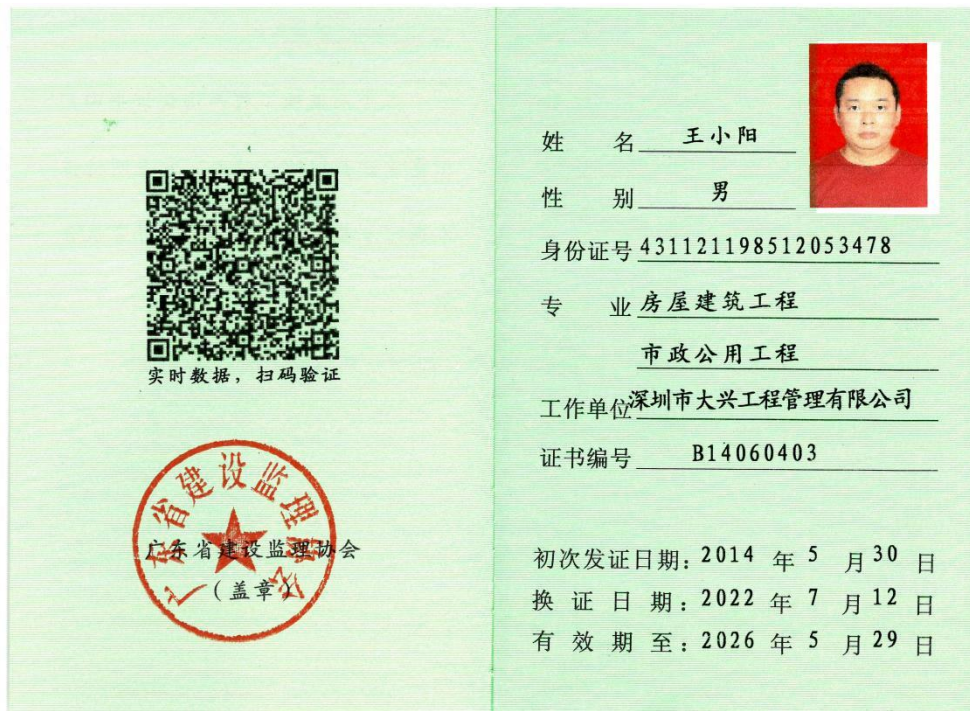 实时数据，扫码验证
广东省建设监理协会
广东省建设监理协会
（盖章）
姓 名 王小阳
性 别 男
身份证号 431121198512053478
专 业 房屋建筑工程
市政公用工程
工作单位 深圳市大兴工程管理有限公司
证书编号 B14060403
初次发证日期：2014 年 5 月 30 日
换 证 日 期：2022 年 7 月 12 日
有 效 期 至：2026 年 5 月 29 日